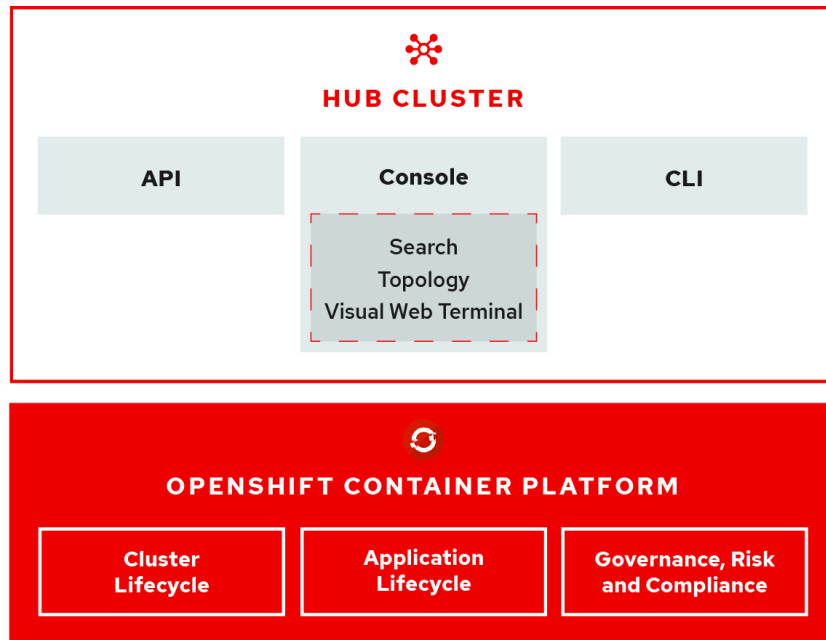 HUB CLUSTER
API
Console
CLI
Search
Topology
Visual Web Terminal
OPENSHIFT CONTAINER PLATFORM
Cluster
Lifecycle
Application
Lifecycle
Governance, Risk
and Compliance